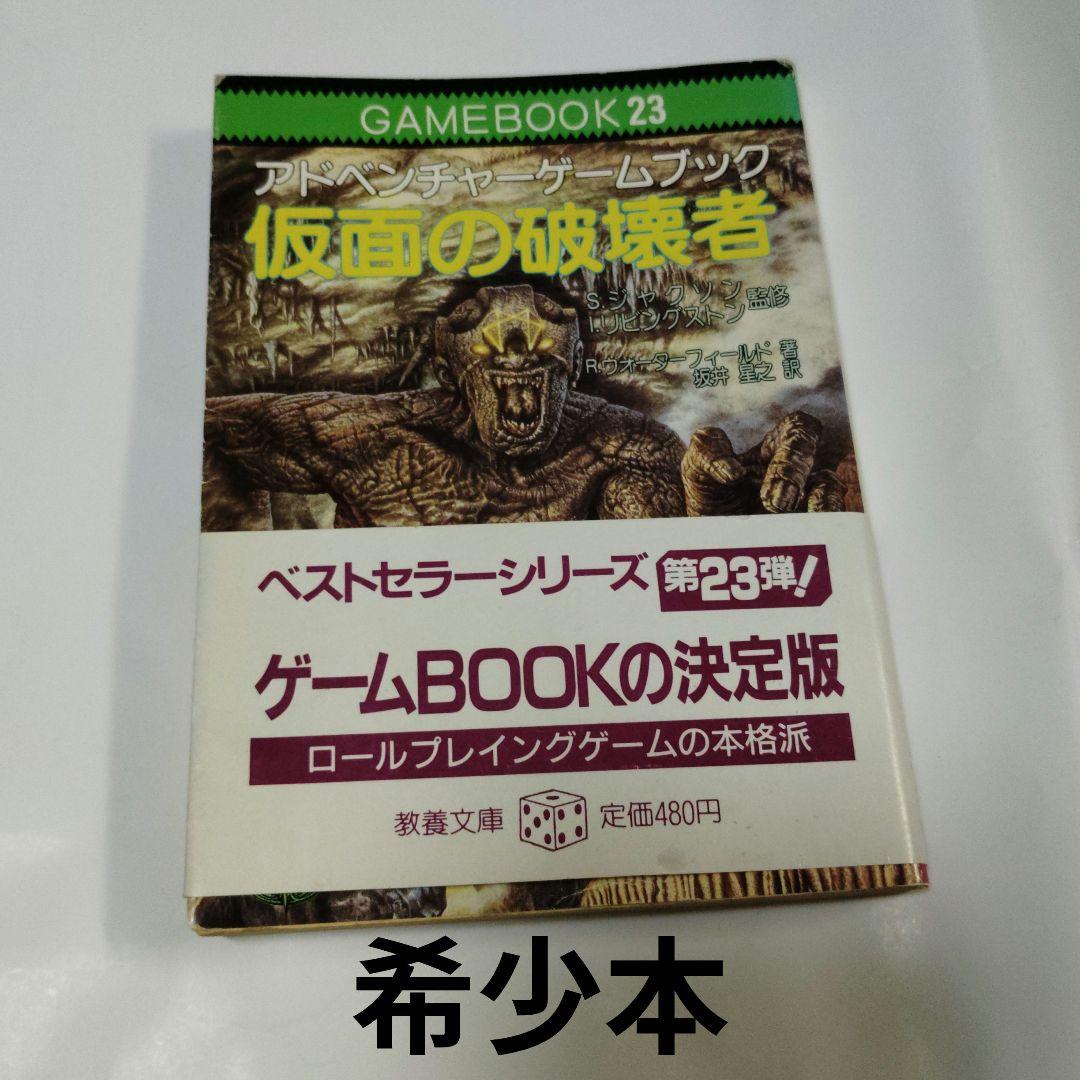 GAMEBOOK 23
アドベンチャーゲームブック
仮面の破壊者
S.ジャクソン
I.リビングストン 監修
R.ウォーターフィールド 著
坂井 星之 訳
ベストセラーシリーズ 第23弾!
ゲームBOOKの決定版
ロールプレイングゲームの本格派
教養文庫 定価480円
希少本